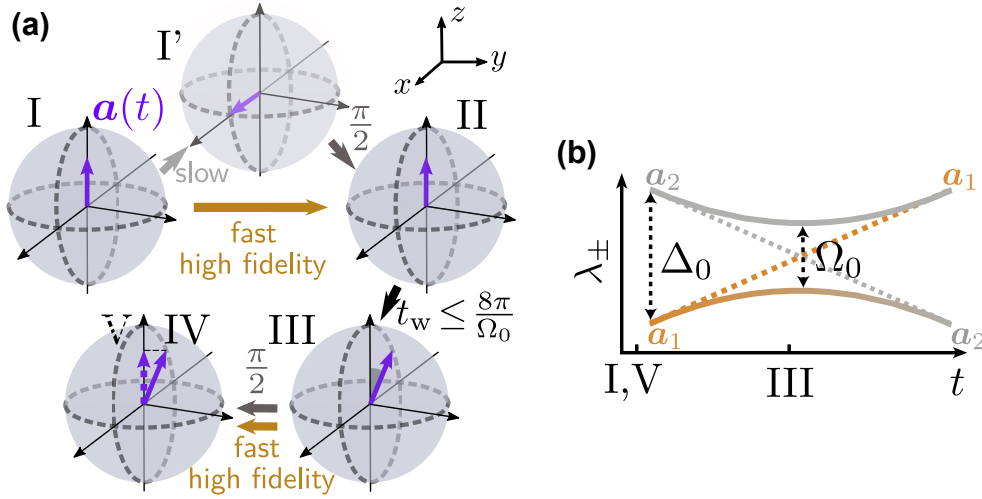 (a)
I'
z
y
x
I
a(t)
π/2
II
slow
fast
high fidelity
t_w ≤ 8π/Ω₀
V
IV
π/2
III
fast
high fidelity
(b)
a₂
a₁
λ±
Δ₀
Ω₀
a₁
a₂
I,V
III
t